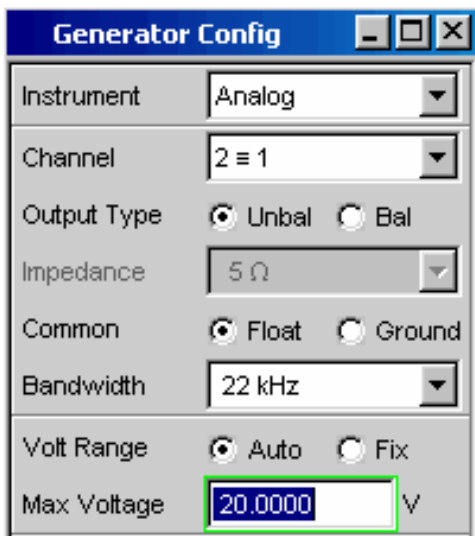 Generator Config
Instrument Analog
Channel 2 ≡ 1
Output Type Unbal Bal
Impedance 5 Ω
Common Float Ground
Bandwidth 22 kHz
Volt Range Auto Fix
Max Voltage 20.0000 V